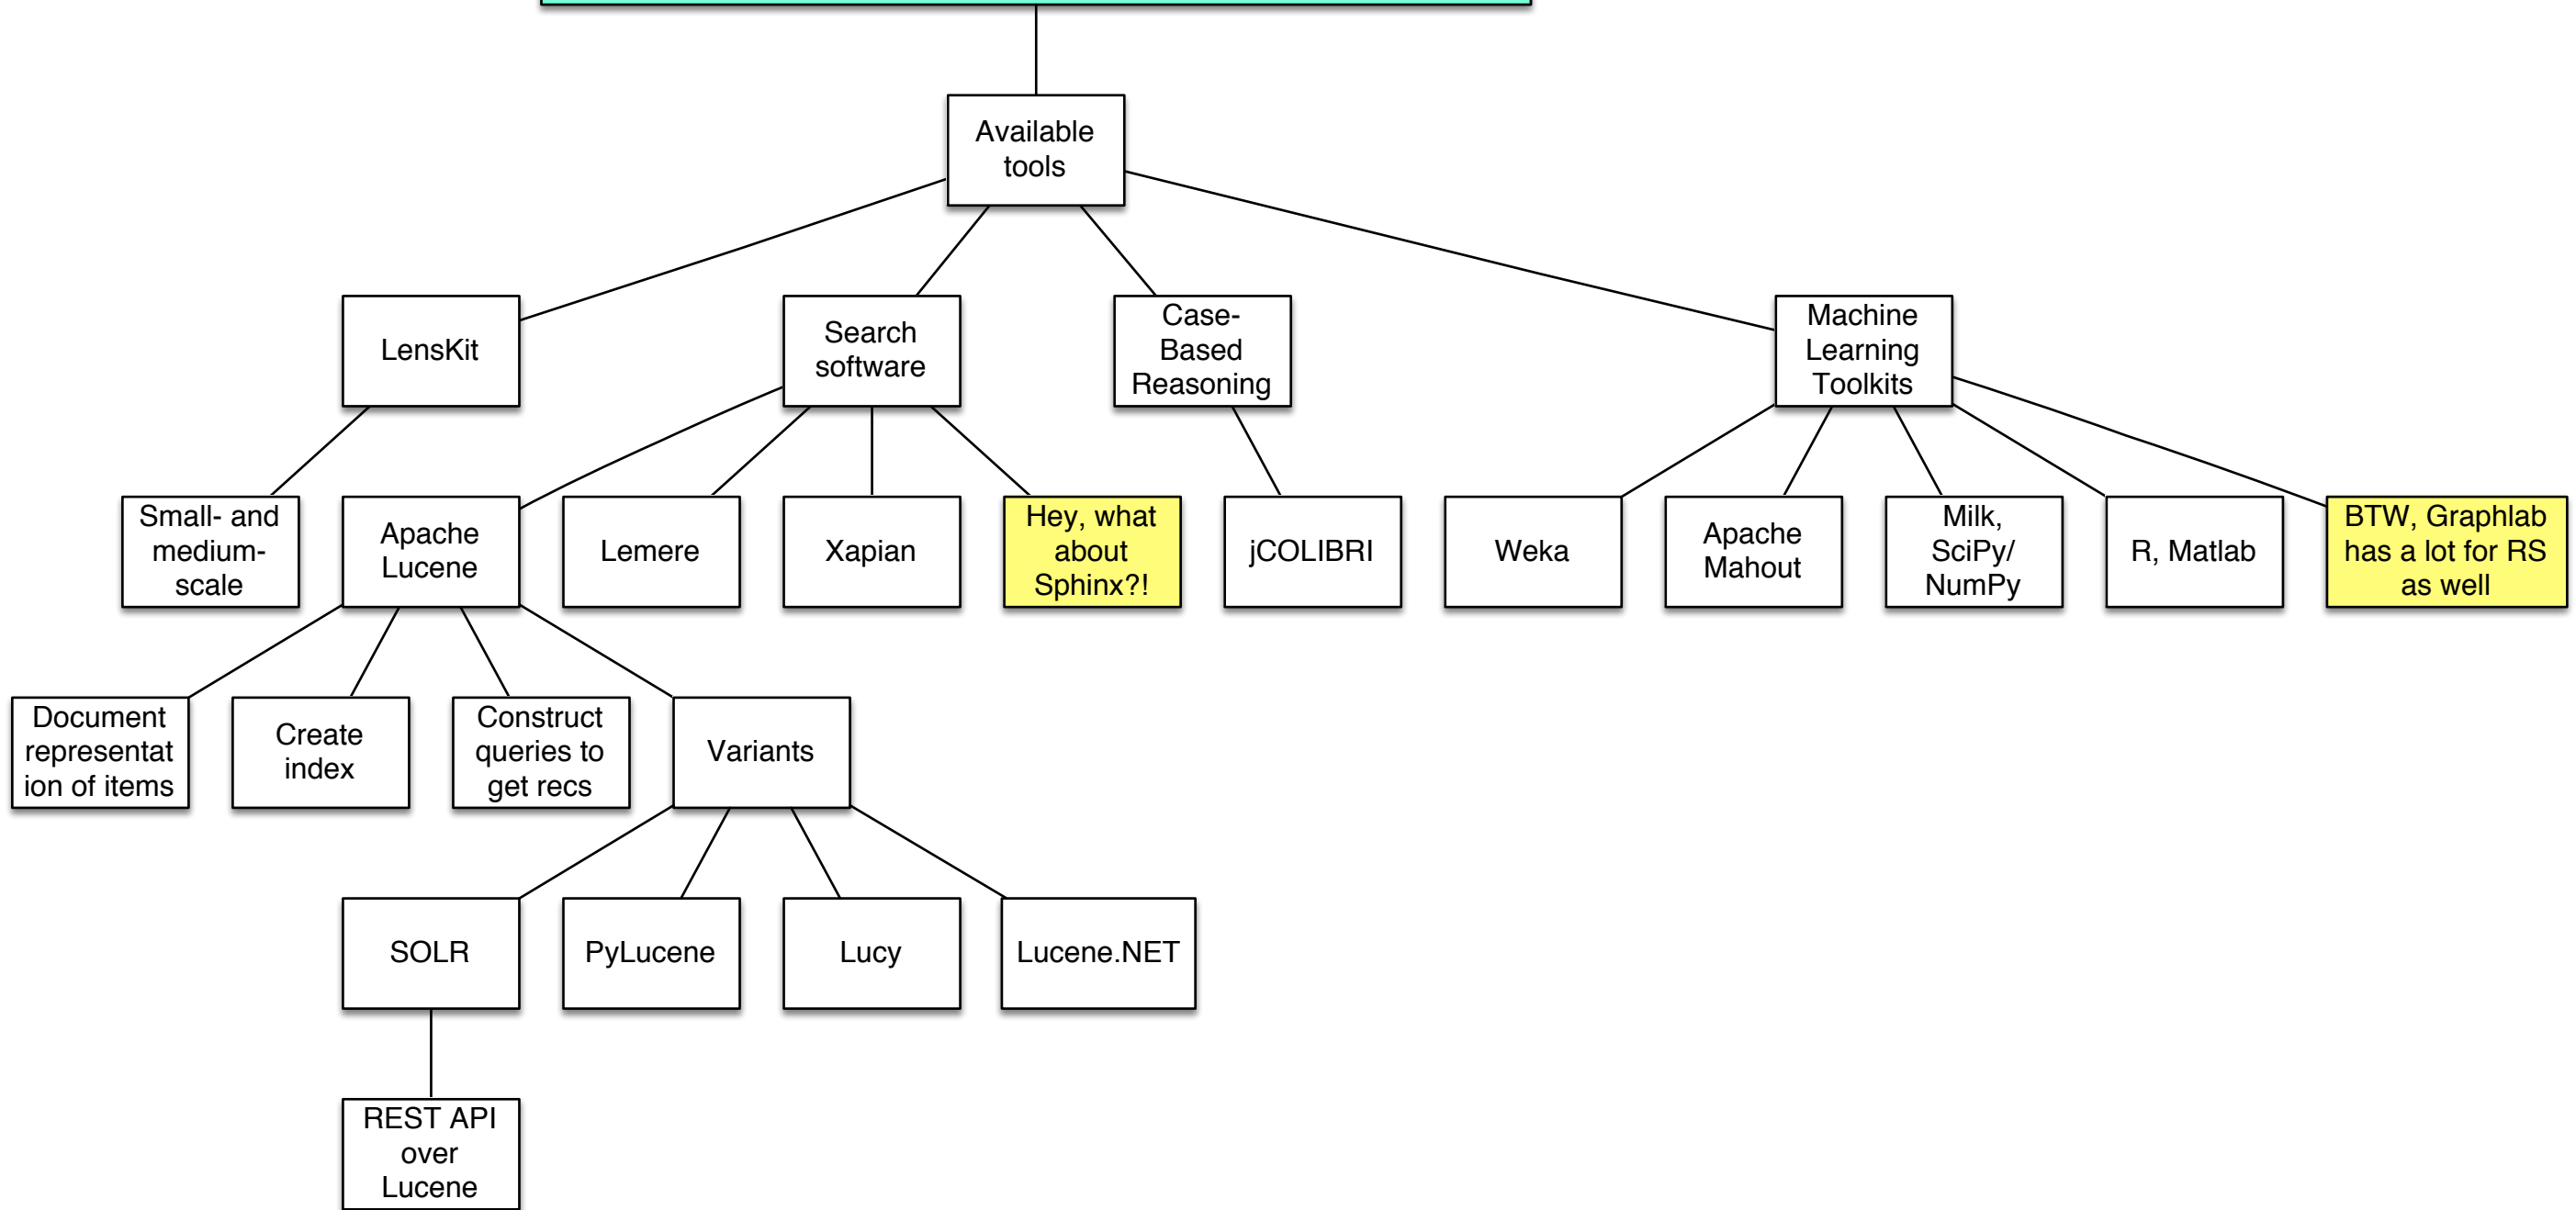 Available
tools
LensKit
Search
software
Case-
Based
Reasoning
Machine
Learning
Toolkits
Small- and
medium-
scale
Apache
Lucene
Lemere
Xapian
Hey, what
about
Sphinx?!
jCOLIBRI
Weka
Apache
Mahout
Milk,
SciPy/
NumPy
R, Matlab
BTW, Graphlab
has a lot for RS
as well
Document
representat
ion of items
Create
index
Construct
queries to
get recs
Variants
SOLR
PyLucene
Lucy
Lucene.NET
REST API
over
Lucene